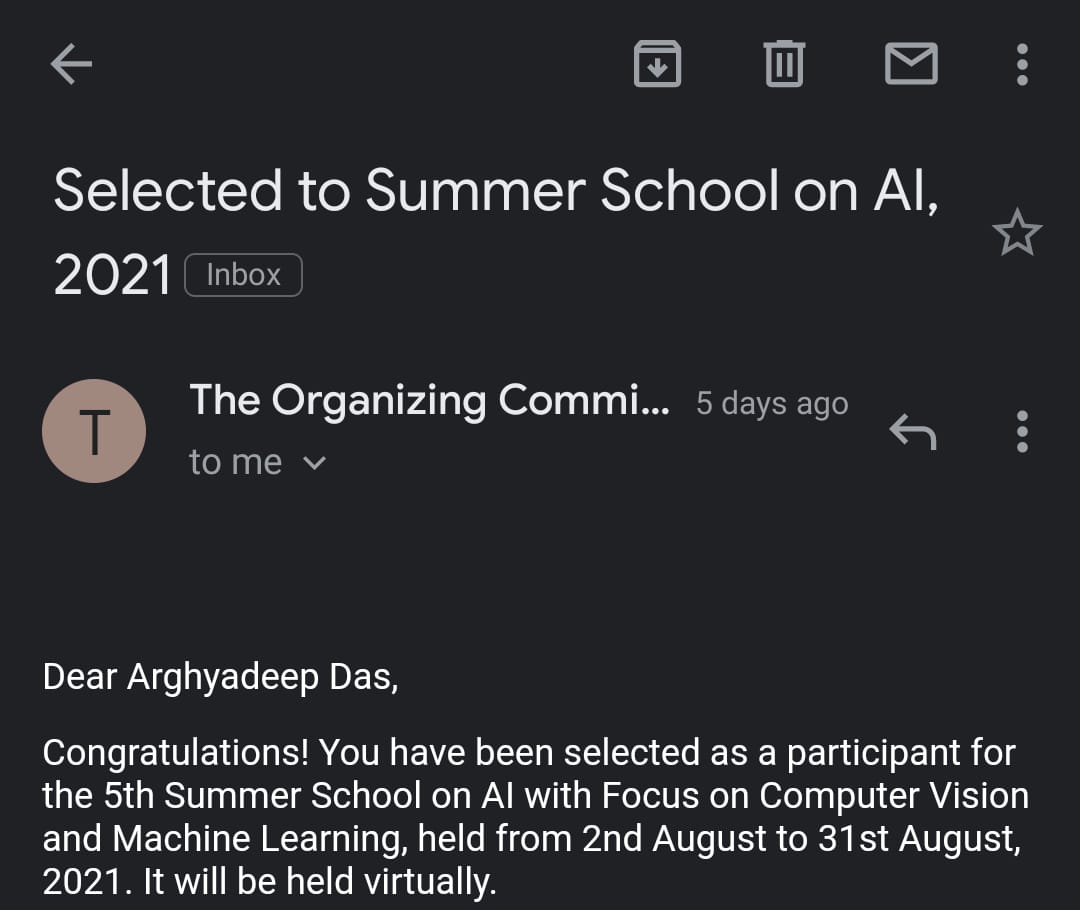 Selected to Summer School on AI,
2021 Inbox
T
The Organizing Commi... 5 days ago
to me
Dear Arghyadeep Das,
Congratulations! You have been selected as a participant for
the 5th Summer School on AI with Focus on Computer Vision
and Machine Learning, held from 2nd August to 31st August,
2021. It will be held virtually.